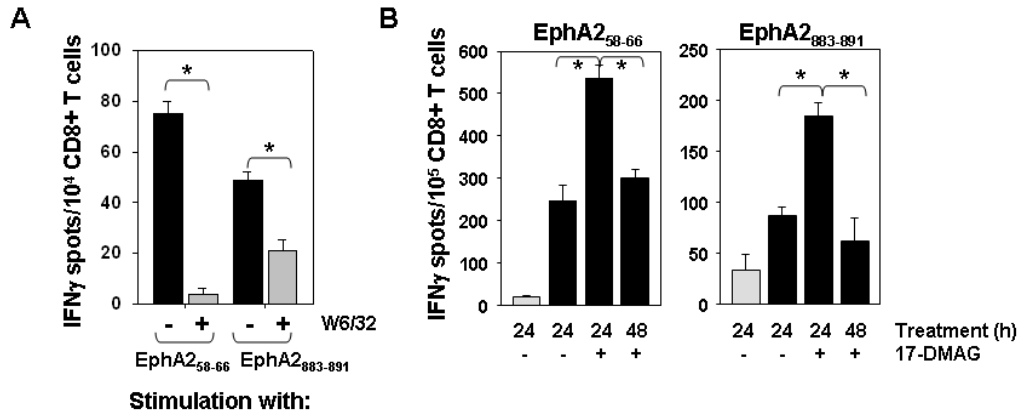 A
IFNγ spots/10⁴ CD8+ T cells
100
80
60
40
20
0
*
*
- + - + W6/32
EphA2₅₈₋₆₆ EphA2₈₈₃₋₈₉₁
Stimulation with:
B
EphA2₅₈₋₆₆
IFNγ spots/10⁵ CD8+ T cells
600
500
400
300
200
100
0
* *
24 24 24 48
- - + +
EphA2₈₈₃₋₈₉₁
250
200
150
100
50
0
* *
24 24 24 48 Treatment (h)
- - + + 17-DMAG